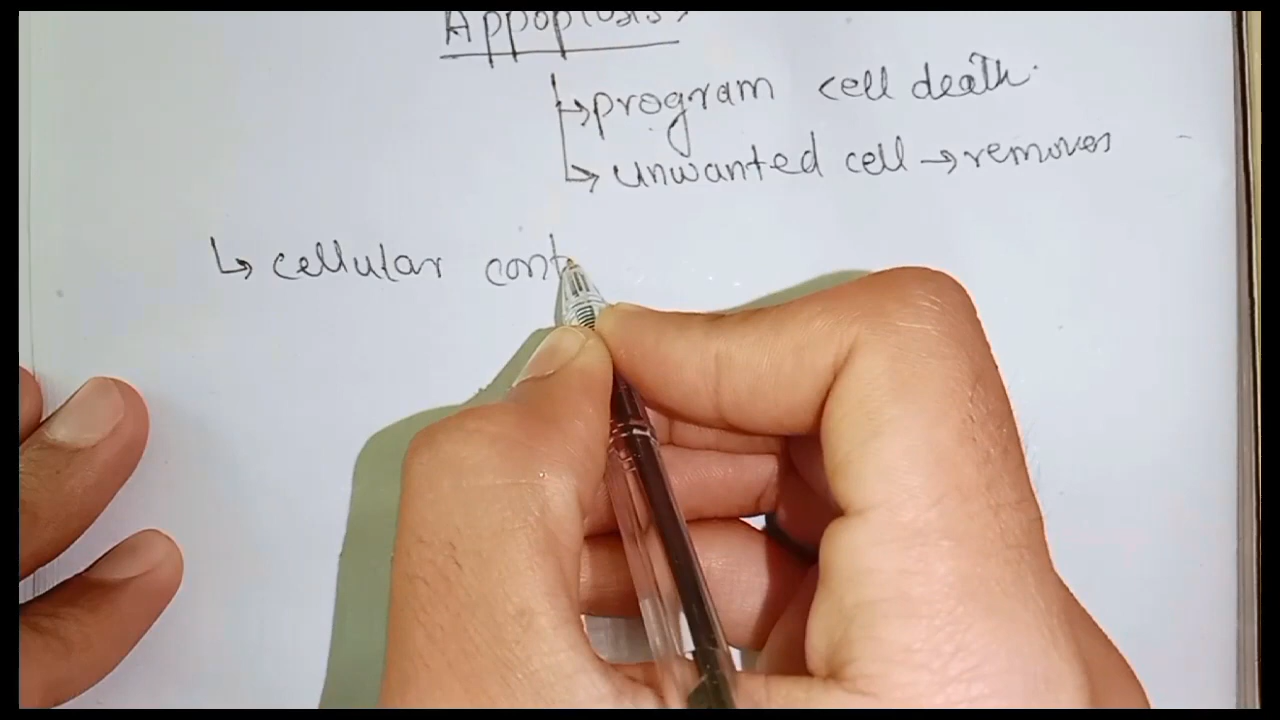 Appoptosis
↳ program cell death.
↳ unwanted cell → removes
↳ cellular cont